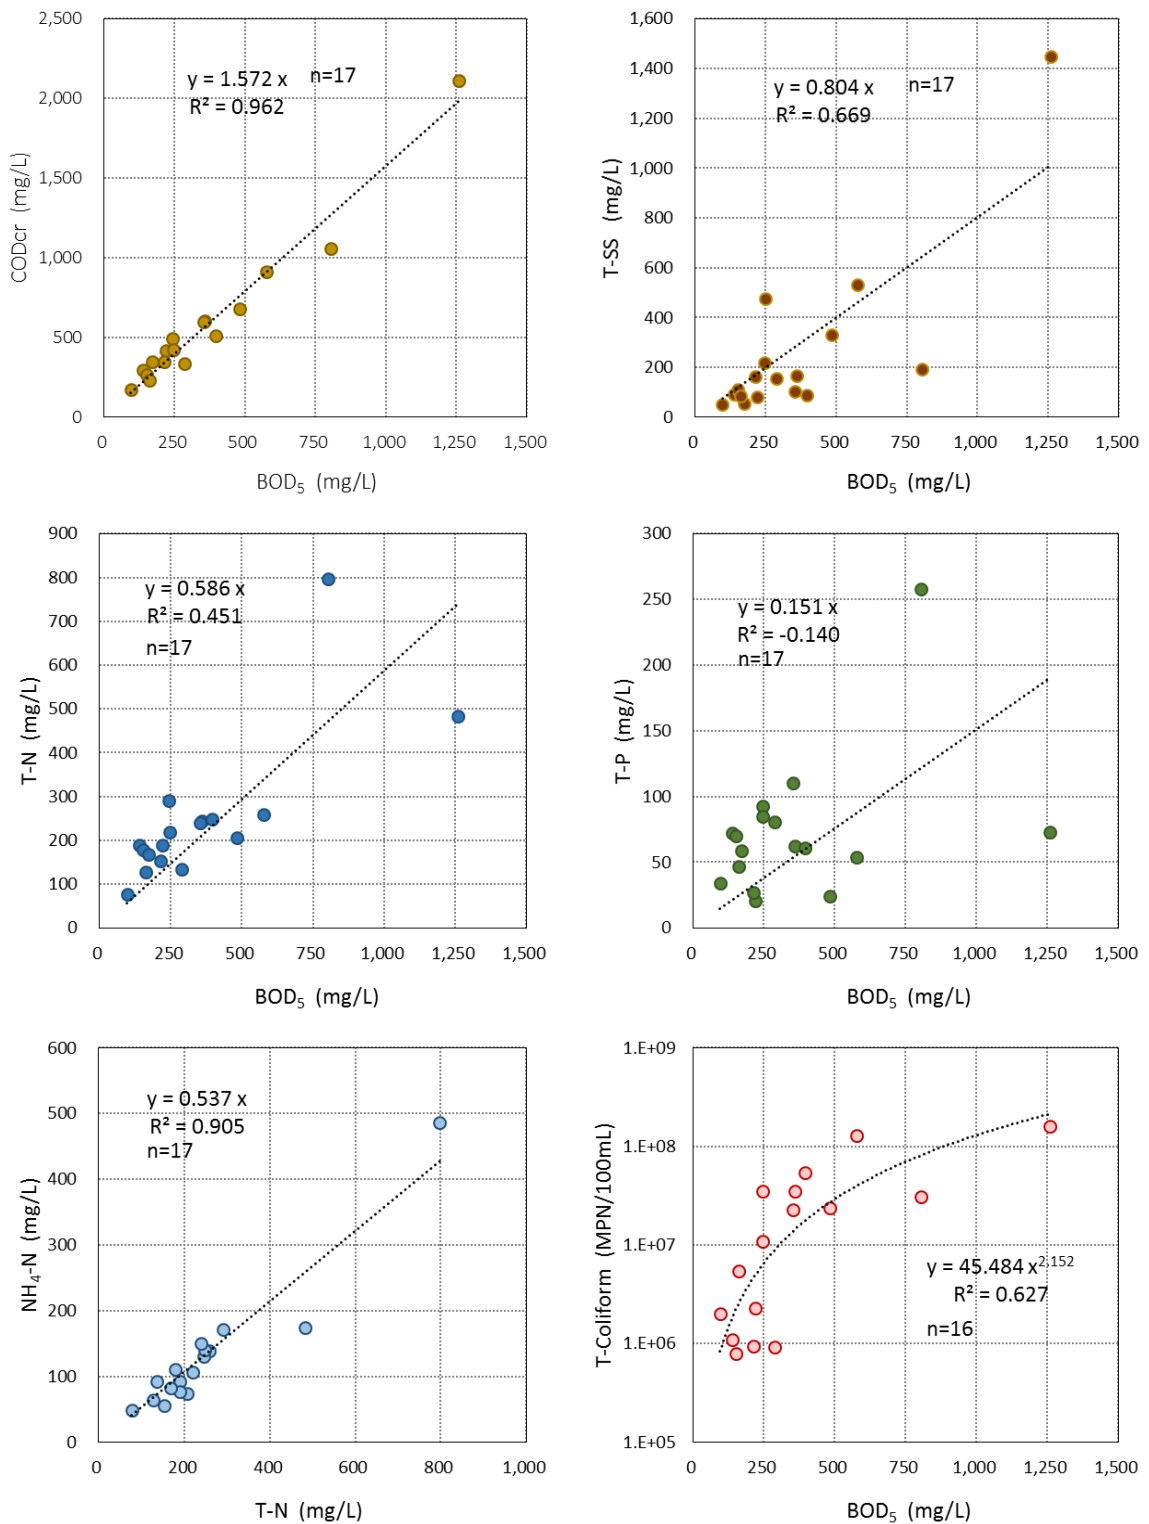 2,500
2,000
1,500
1,000
500
0
CODcr (mg/L)
y = 1.572 x n=17
R² = 0.962
0 250 500 750 1,000 1,250 1,500
BOD₅ (mg/L)
1,600
1,400
1,200
1,000
800
600
400
200
0
T-SS (mg/L)
y = 0.804 x n=17
R² = 0.669
0 250 500 750 1,000 1,250 1,500
BOD₅ (mg/L)
900
800
700
600
500
400
300
200
100
0
T-N (mg/L)
y = 0.586 x
R² = 0.451
n=17
0 250 500 750 1,000 1,250 1,500
BOD₅ (mg/L)
300
250
200
150
100
50
0
T-P (mg/L)
y = 0.151 x
R² = -0.140
n=17
0 250 500 750 1,000 1,250 1,500
BOD₅ (mg/L)
600
500
400
300
200
100
0
NH₄-N (mg/L)
y = 0.537 x
R² = 0.905
n=17
0 200 400 600 800 1,000
T-N (mg/L)
1.E+09
1.E+08
1.E+07
1.E+06
1.E+05
T-Coliform (MPN/100mL)
y = 45.484 x^2.152
R² = 0.627
n=16
0 250 500 750 1,000 1,250 1,500
BOD₅ (mg/L)